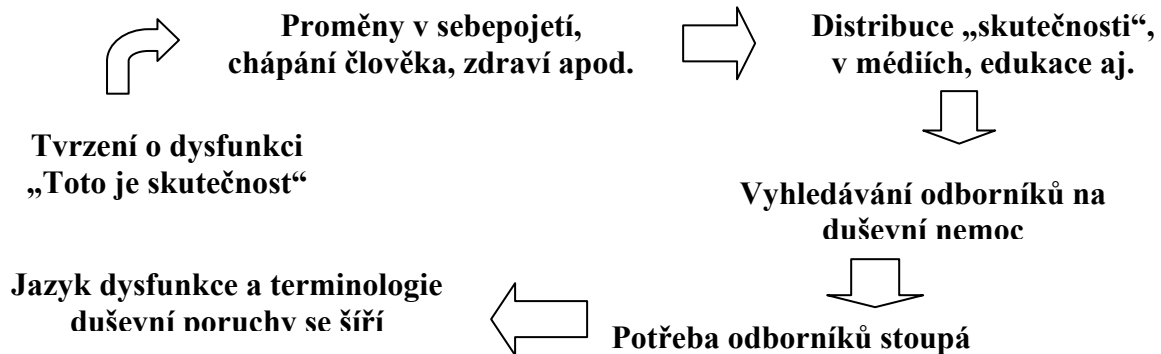 Proměny v sebepojetí,
chápání člověka, zdraví apod.
Distribuce „skutečnosti“,
v médiích, edukace aj.
Vyhledávání odborníků na
duševní nemoc
Potřeba odborníků stoupá
Jazyk dysfunkce a terminologie
duševní poruchy se šíří
Tvrzení o dysfunkci
„Toto je skutečnost“